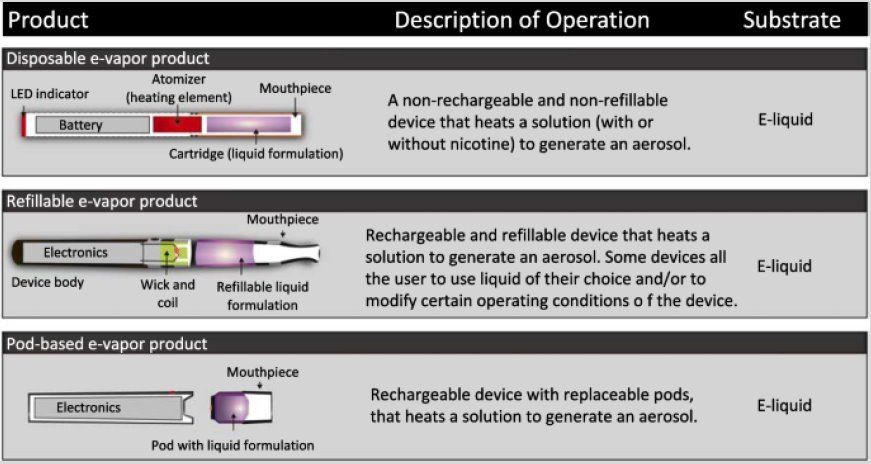 Product Description of Operation Substrate
Disposable e-vapor product
LED indicator
Atomizer
(heating element)
Mouthpiece
Battery
Cartridge (liquid formulation)
A non-rechargeable and non-refillable
device that heats a solution (with or
without nicotine) to generate an aerosol.
E-liquid
Refillable e-vapor product
Mouthpiece
Electronics
Device body
Wick and
coil
Refillable liquid
formulation
Rechargeable and refillable device that heats a
solution to generate an aerosol. Some devices all
the user to use liquid of their choice and/or to
modify certain operating conditions o f the device.
E-liquid
Pod-based e-vapor product
Mouthpiece
Electronics
Pod with liquid formulation
Rechargeable device with replaceable pods,
that heats a solution to generate an aerosol.
E-liquid